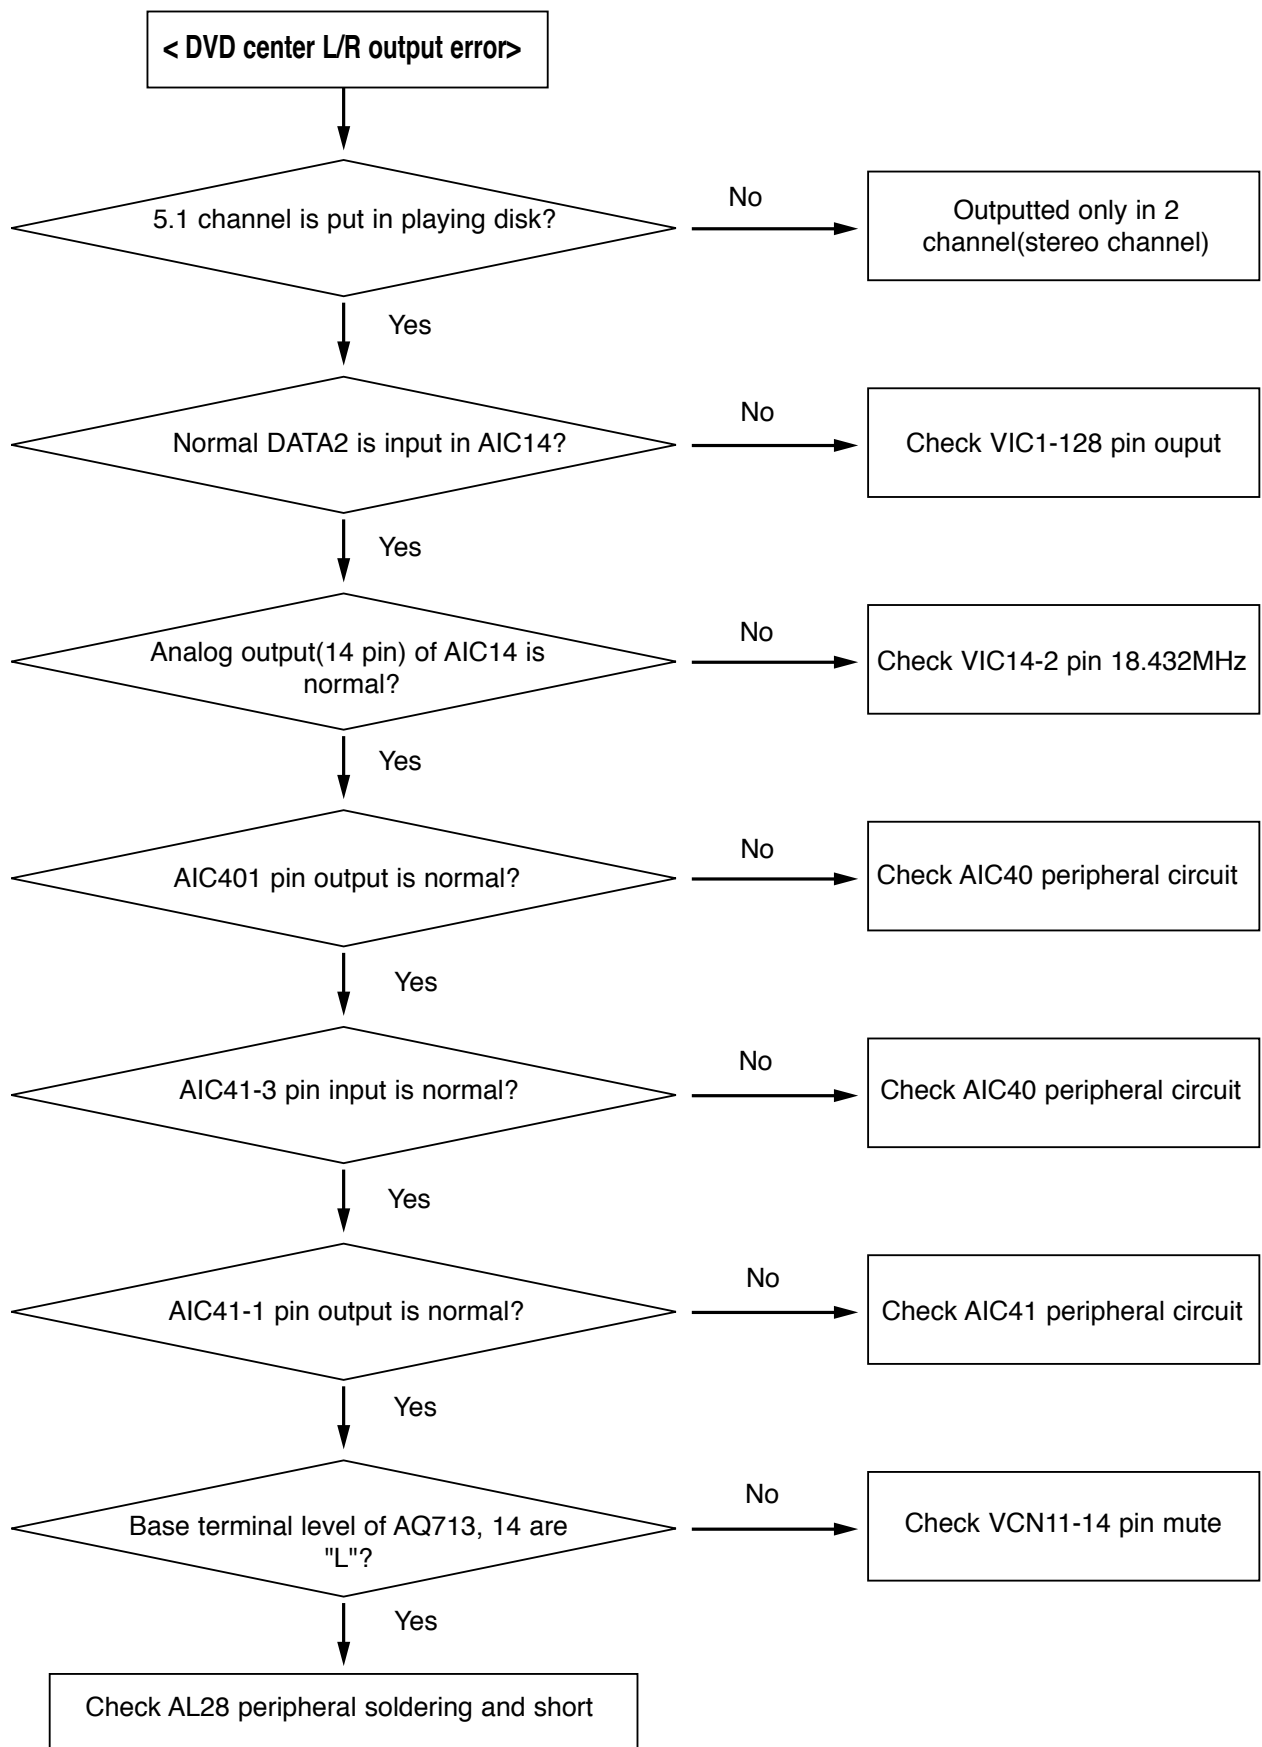 < DVD center L/R output error>
5.1 channel is put in playing disk?
No
Outputted only in 2
channel(stereo channel)
Yes
Normal DATA2 is input in AIC14?
No
Check VIC1-128 pin ouput
Yes
Analog output(14 pin) of AIC14 is
normal?
No
Check VIC14-2 pin 18.432MHz
Yes
AIC401 pin output is normal?
No
Check AIC40 peripheral circuit
Yes
AIC41-3 pin input is normal?
No
Check AIC40 peripheral circuit
Yes
AIC41-1 pin output is normal?
No
Check AIC41 peripheral circuit
Yes
Base terminal level of AQ713, 14 are
"L"?
No
Check VCN11-14 pin mute
Yes
Check AL28 peripheral soldering and short